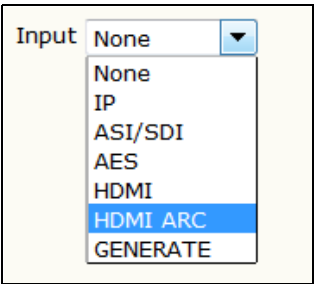 Input None
None
IP
ASI/SDI
AES
HDMI
HDMI ARC
GENERATE